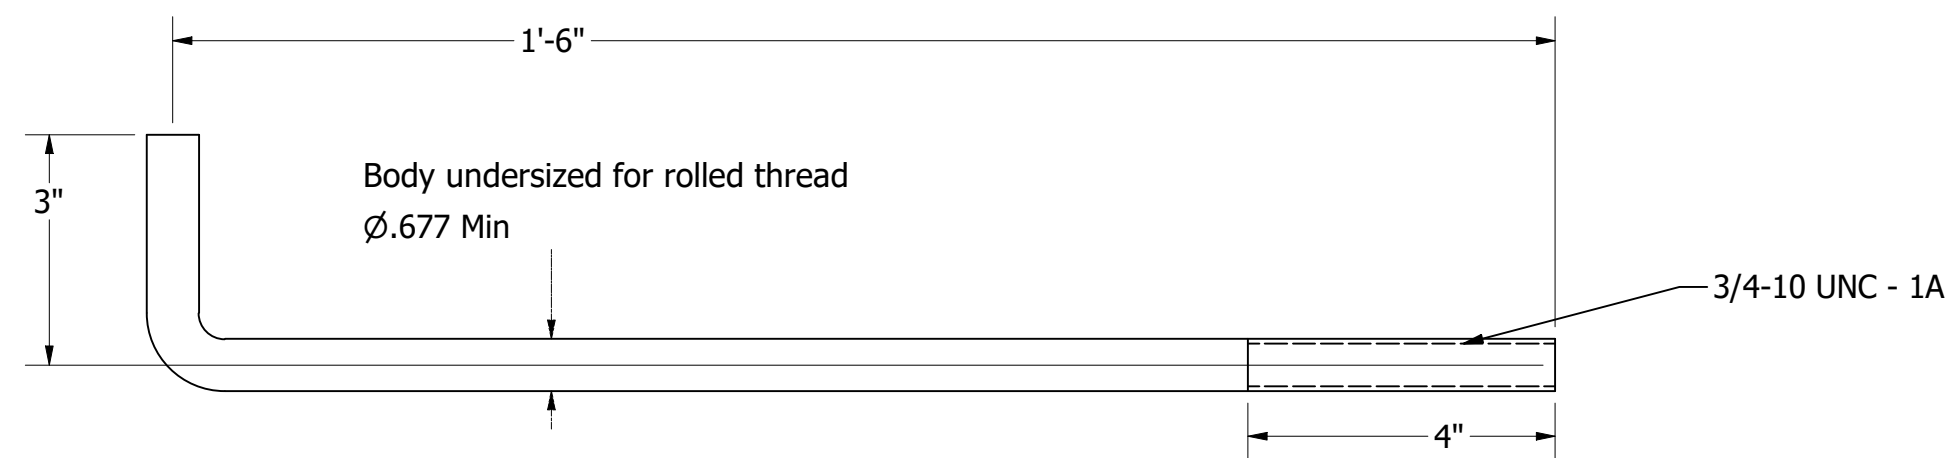 1'-6"
Body undersized for rolled thread
3"
Ø.677 Min
3/4-10 UNC - 1A
4"